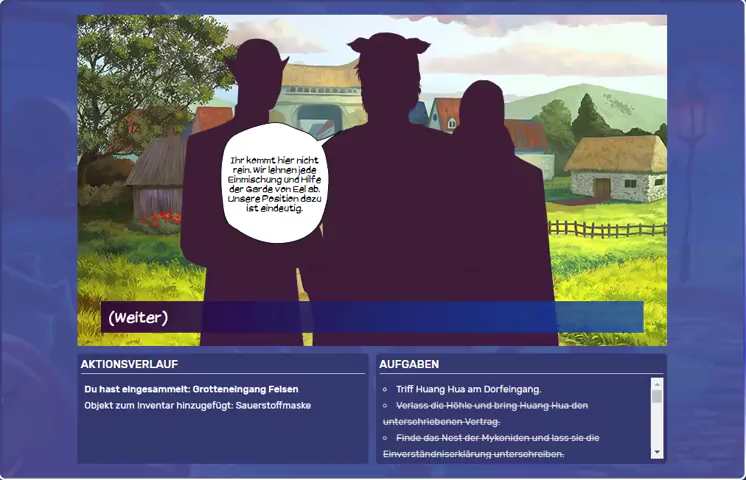 Ihr kommt hier nicht
rein. Wir lehnen jede
Einmischung und Hilfe
der Garde von Eel ab.
Unsere Position dazu
ist eindeutig.
(Weiter)
AKTIONSVERLAUF
Du hast eingesammelt: Grotteneingang Felsen
Objekt zum Inventar hinzugefügt: Sauerstoffmaske
AUFGABEN
Triff Huang Hua am Dorfeingang.
Verlass die Höhle und bring Huang Hua den
unterschriebenen Vertrag.
Finde das Nest der Mykoniden und lass sie die
Einverständniserklärung unterschreiben.